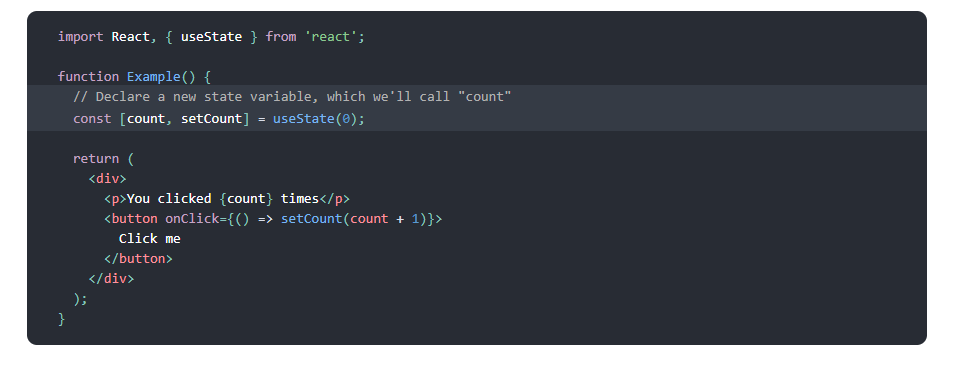 import React, { useState } from 'react';
function Example() {
// Declare a new state variable, which we'll call "count"
const [count, setCount] = useState(0);
return (
<div>
<p>You clicked {count} times</p>
<button onClick={() => setCount(count + 1)}>
Click me
</button>
</div>
);
}